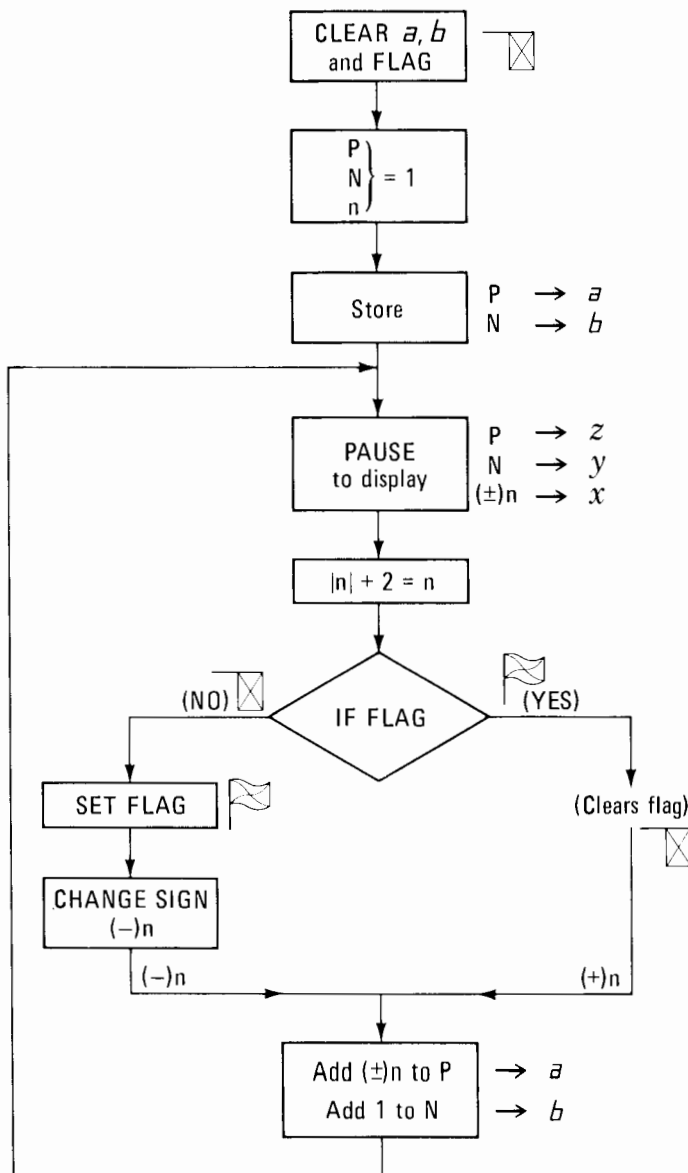 CLEAR a, b
and FLAG
P
N } = 1
n
Store
P → a
N → b
PAUSE
to display
P → z
N → y
(±)n → x
|n| + 2 = n
IF FLAG
(NO)
(YES)
SET FLAG
(Clears flag)
CHANGE SIGN
(−)n
(−)n
(+)n
Add (±)n to P → a
Add 1 to N → b